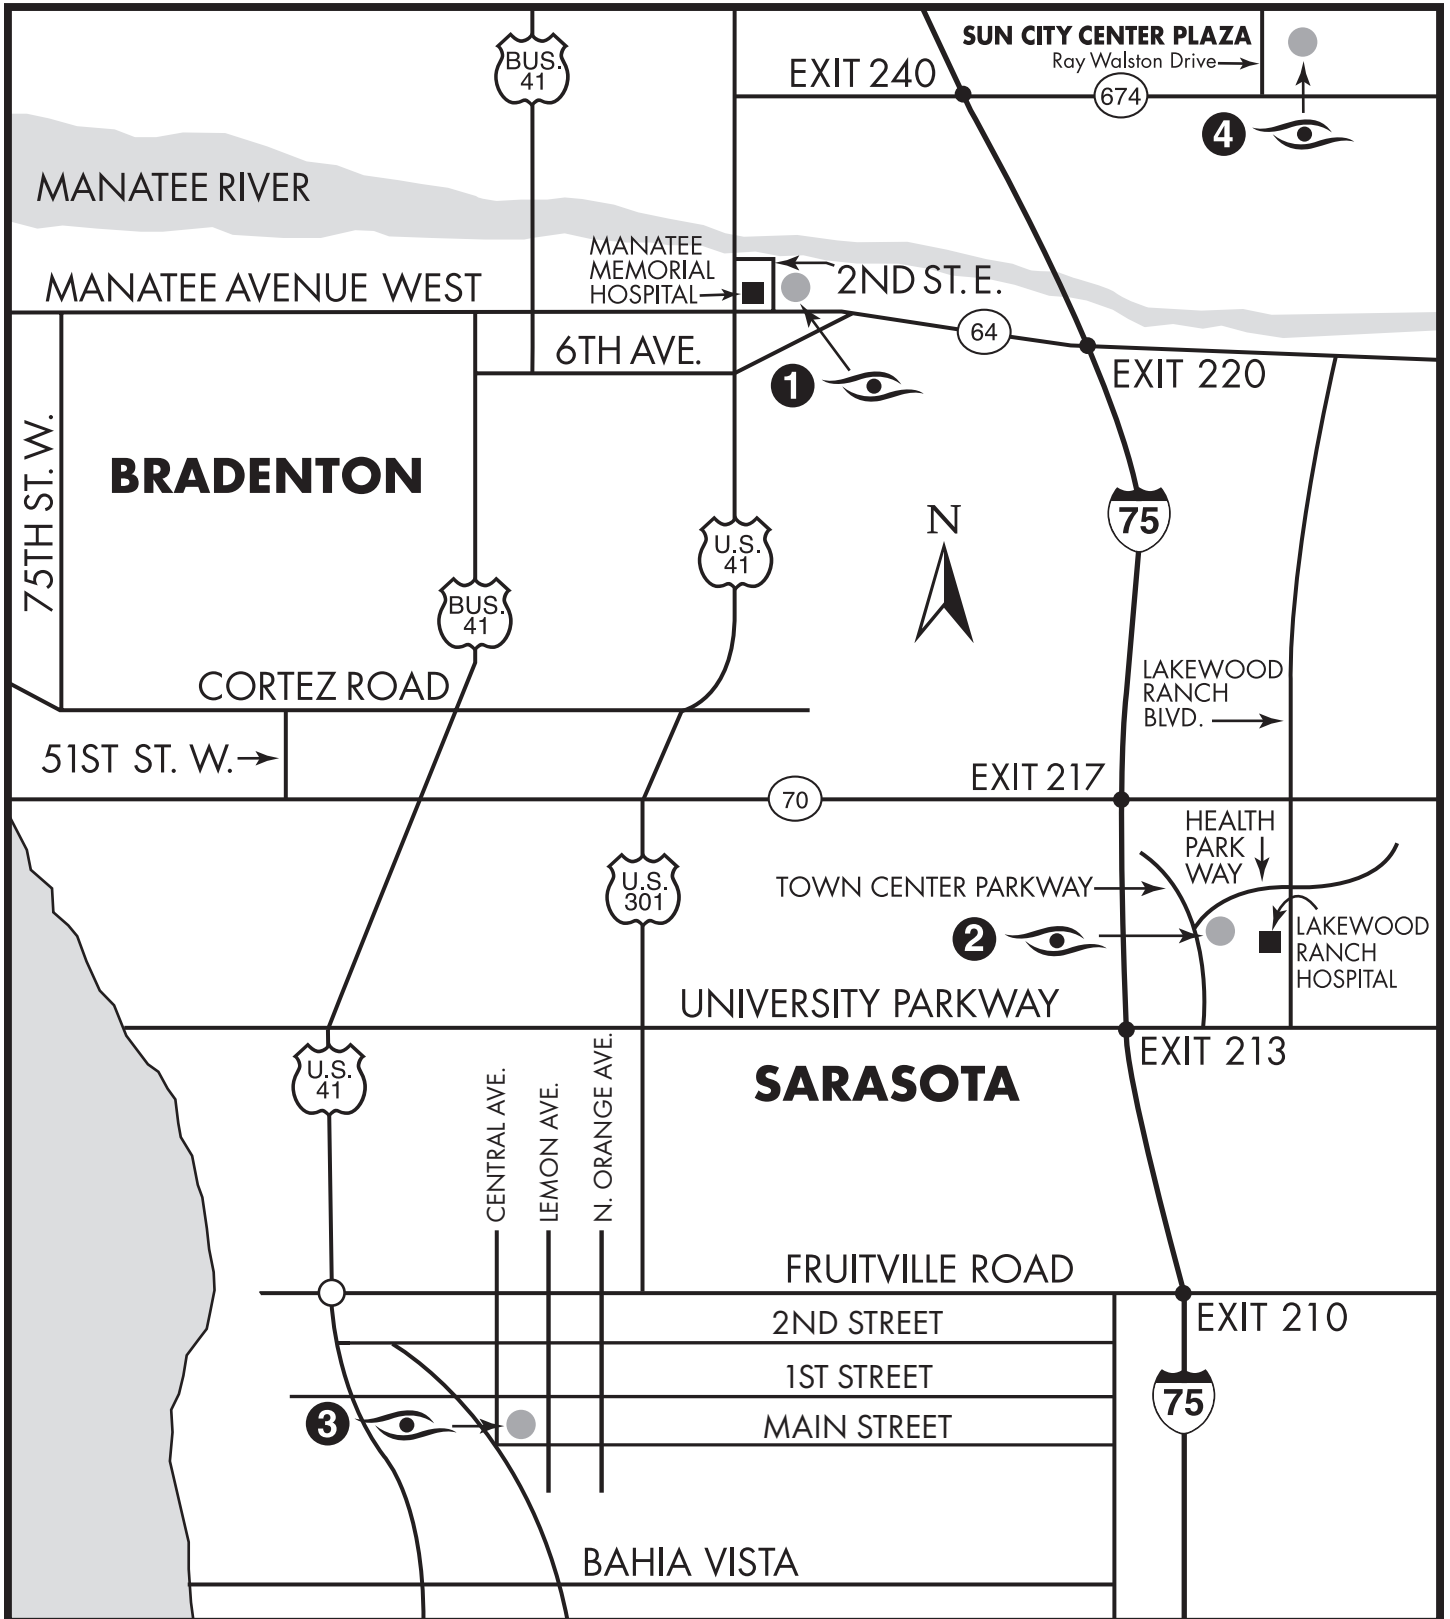 SUN CITY CENTER PLAZA
Ray Walston Drive
BUS.
41
EXIT 240
674
4
MANATEE RIVER
MANATEE
MEMORIAL
HOSPITAL
2ND ST. E.
MANATEE AVENUE WEST
64
6TH AVE.
1
EXIT 220
75TH ST. W.
BRADENTON
N
75
U.S.
41
BUS.
41
CORTEZ ROAD
LAKEWOOD
RANCH
BLVD.
51ST ST. W.
EXIT 217
70
HEALTH
PARK
WAY
TOWN CENTER PARKWAY
U.S.
301
2
LAKEWOOD
RANCH
HOSPITAL
UNIVERSITY PARKWAY
EXIT 213
U.S.
41
SARASOTA
CENTRAL AVE.
LEMON AVE.
N. ORANGE AVE.
FRUITVILLE ROAD
EXIT 210
2ND STREET
1ST STREET
75
3
MAIN STREET
BAHIA VISTA